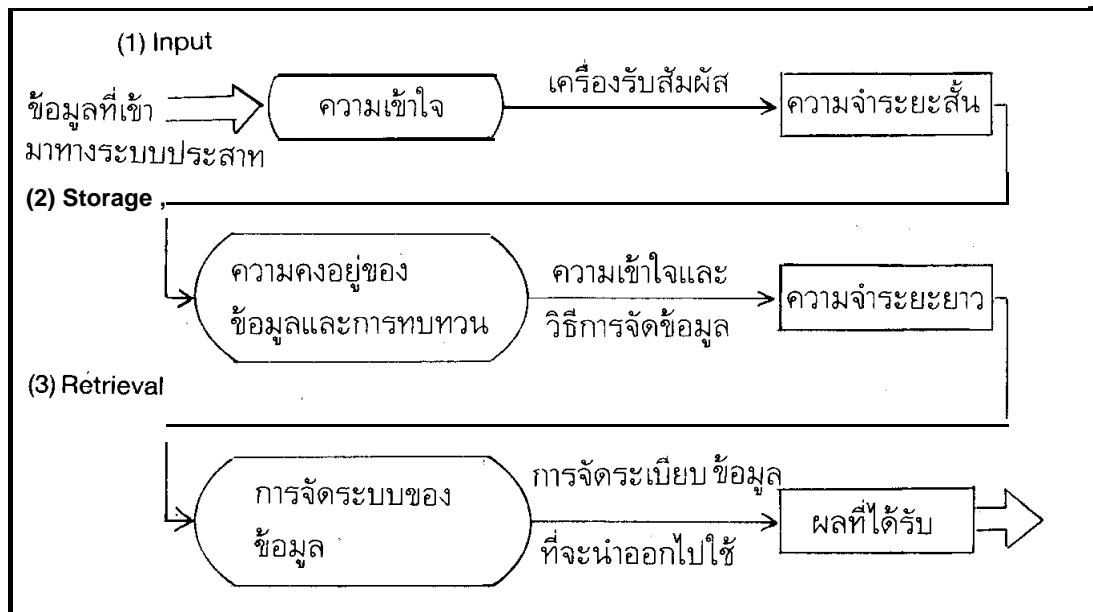 (1) Input
ข้อมูลที่เข้า
มาทางระบบประสาท
ความเข้าใจ
เครื่องรับสัมผัส
ความจำระยะสั้น
(2) Storage
ความคงอยู่ของ
ข้อมูลและการทบทวน
ความเข้าใจและ
วิธีการจัดข้อมูล
ความจำระยะยาว
(3) Retrieval
การจัดระบบของ
ข้อมูล
การจัดระเบียบ ข้อมูล
ที่จะนำออกไปใช้
ผลที่ได้รับ